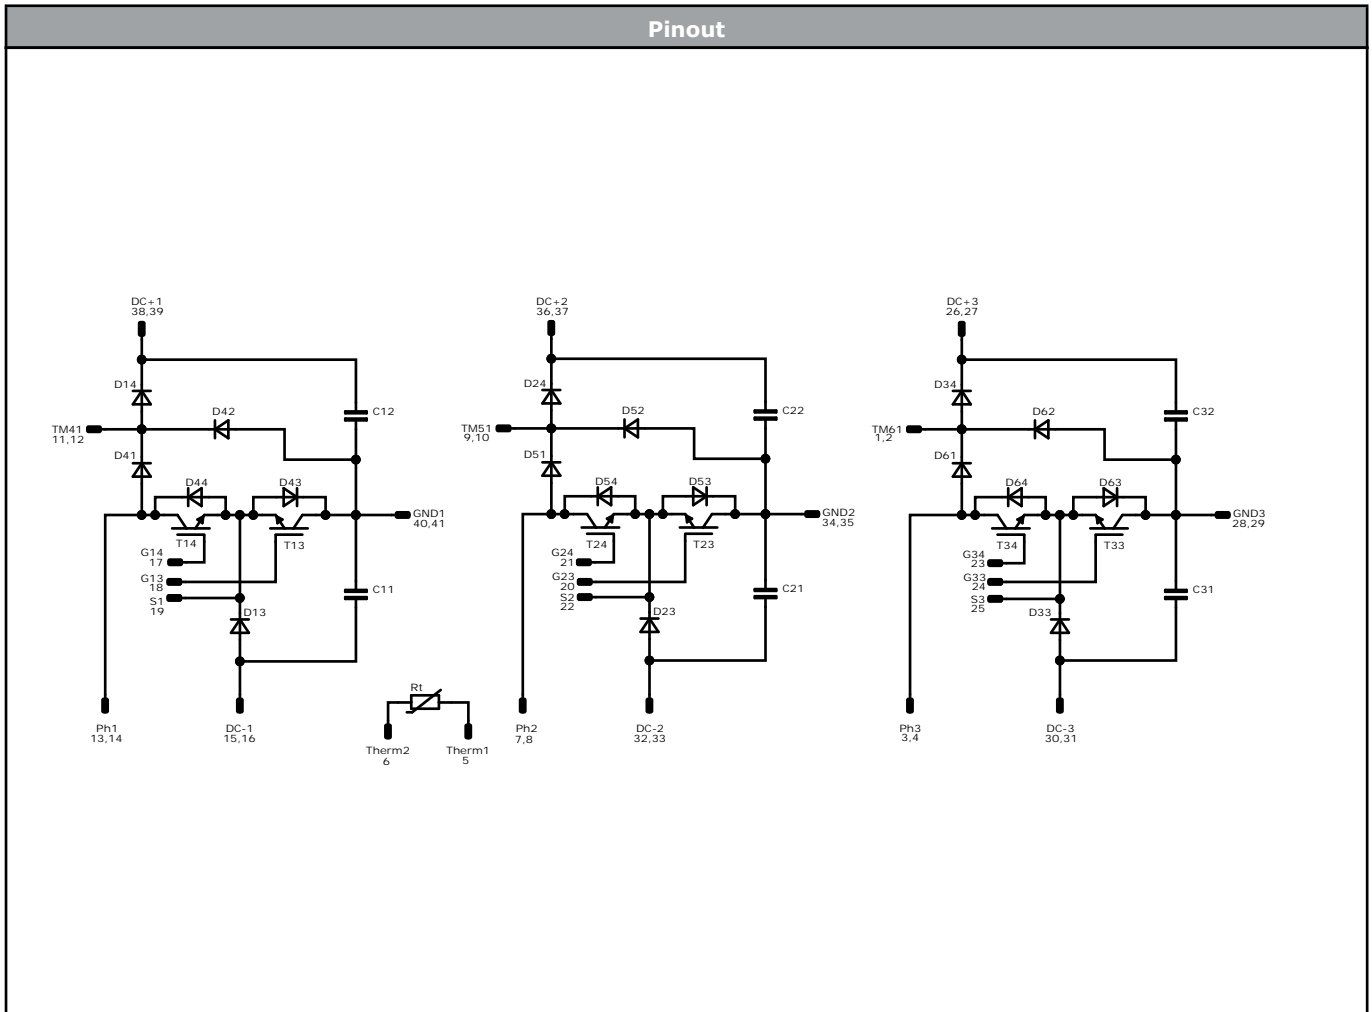 Pinout
DC+1
38,39
D14
D42
C12
TM41
11,12
D41
D44
D43
GND1
40,41
T14
T13
G14
17
G13
18
S1
19
C11
D13
Ph1
13,14
DC-1
15,16
Rt
Therm2
6
Therm1
5
DC+2
36,37
D24
D52
C22
TM51
9,10
D51
D54
D53
GND2
34,35
T24
T23
G24
21
G23
20
S2
22
C21
D23
Ph2
7,8
DC-2
32,33
DC+3
26,27
D34
D62
C32
TM61
1,2
D61
D64
D63
GND3
28,29
T34
T33
G34
23
G33
24
S3
25
C31
D33
Ph3
3,4
DC-3
30,31